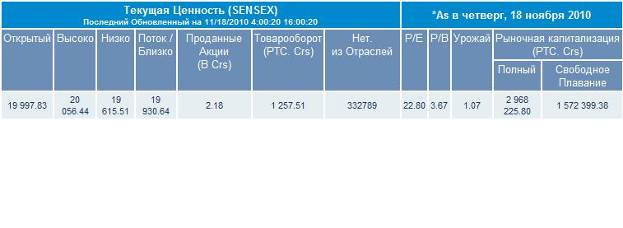 Текущая Ценность (SENSEX)
Последний Обновленный на 11/18/2010 4.00:20 16:00:20
*As в четверг, 18 ноября 2010
Открытый
Высоко
Низко
Поток /
Близко
Проданные
Акции
(В Crs)
Товарооборот
(РТС. Crs)
Нет.
из Отраслей
P/E
P/B
Урожай
Рыночная капитализация
(РТС. Crs)
Полный
Свободное
Плавание
19 997.83
20
056.44
19
615.51
19
930.64
2.18
1 257.51
332789
22.80
3.67
1.07
2 968
225.80
1 572 399.38